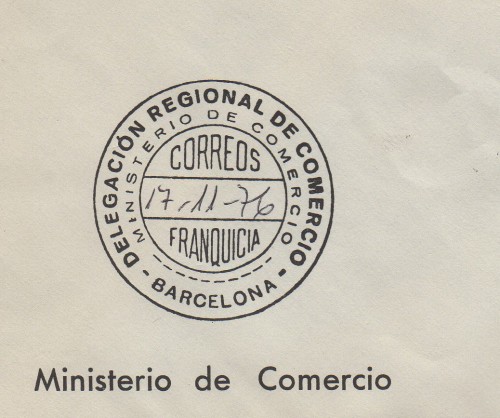 DELEGACIÓN REGIONAL DE COMERCIO
MINISTERIO DE COMERCIO
CORREOS
17-11-76
FRANQUICIA
- BARCELONA -
Ministerio de Comercio